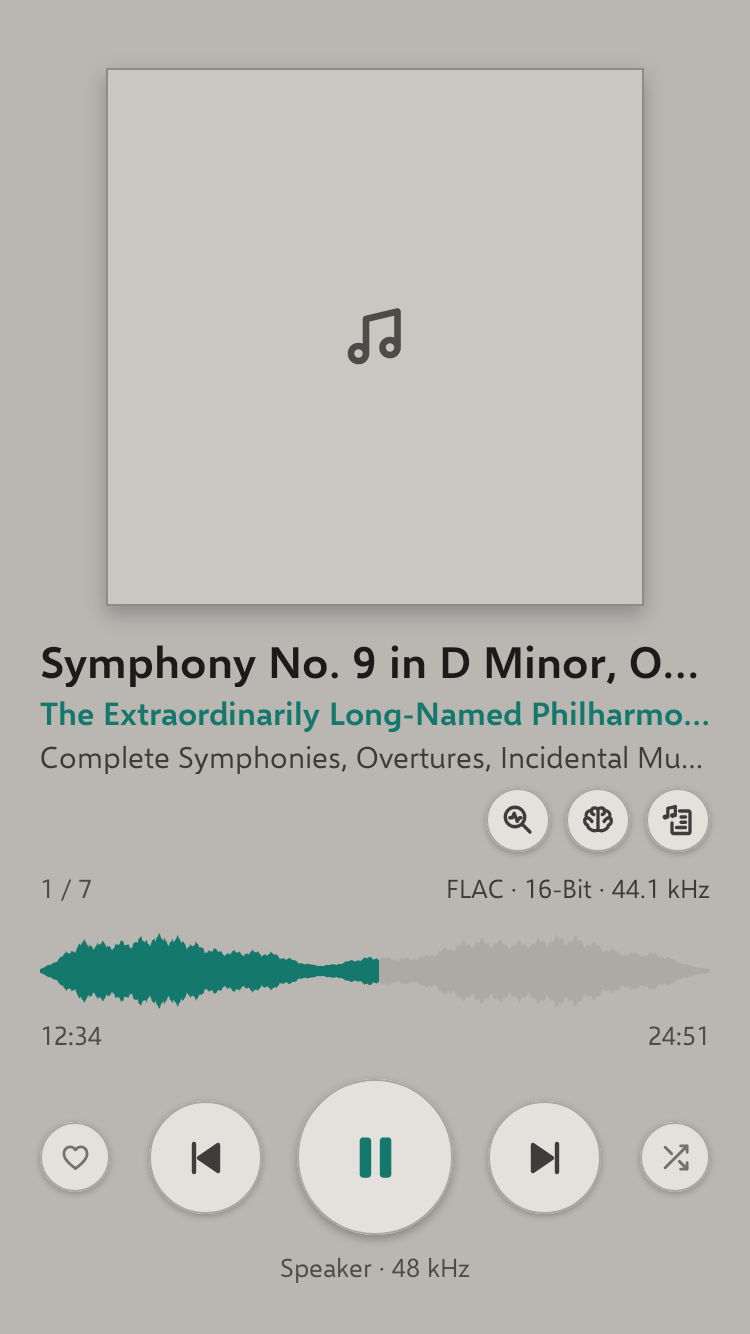 Symphony No. 9 in D Minor, O...
The Extraordinarily Long-Named Philharmo...
Complete Symphonies, Overtures, Incidental Mu...
1 / 7
FLAC · 16-Bit · 44.1 kHz
12:34
24:51
Speaker · 48 kHz